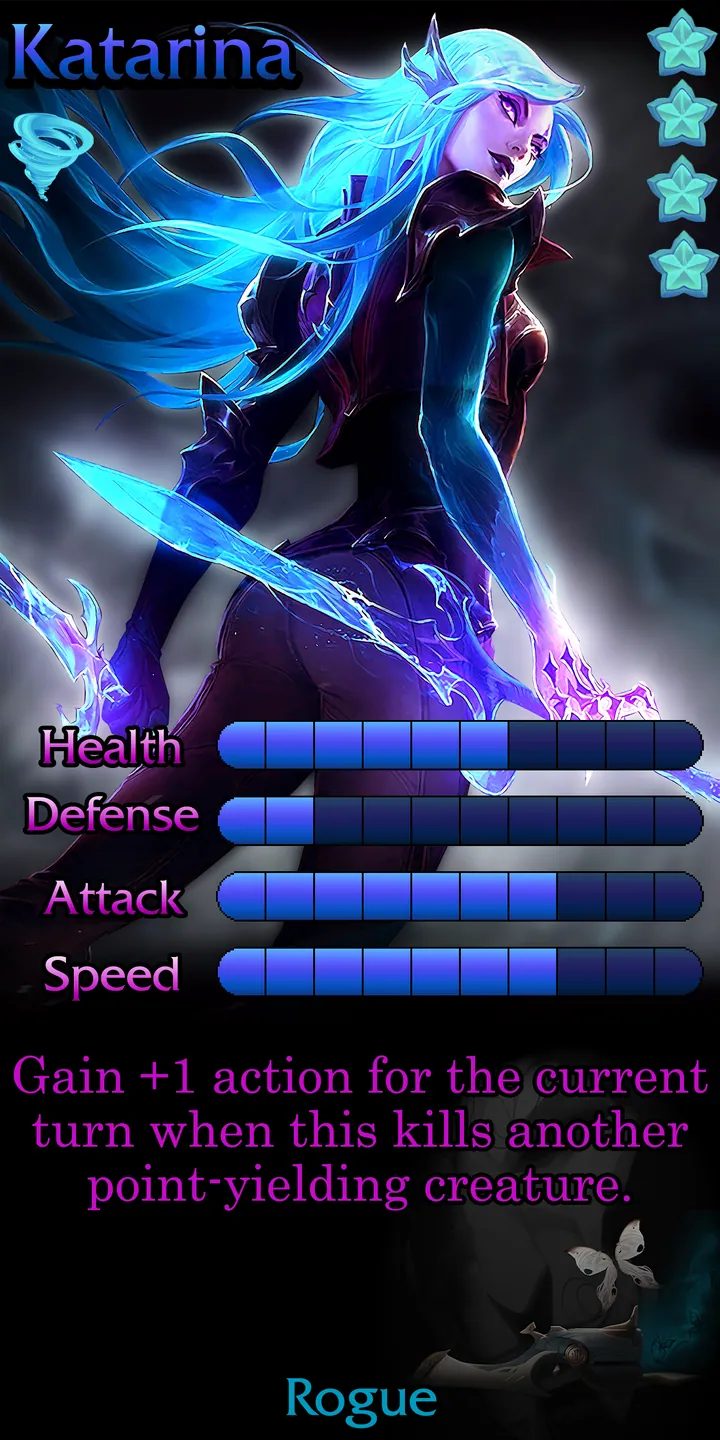 Katarina
Health
Defense
Attack
Speed
Gain +1 action for the current
turn when this kills another
point-yielding creature.
Rogue